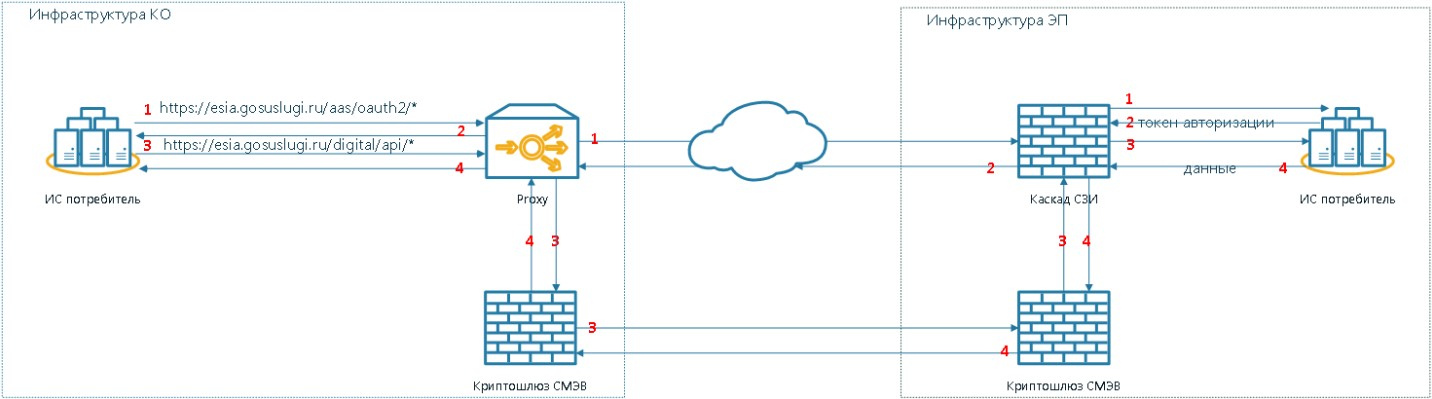 Инфраструктура КО
Инфраструктура ЭП
1 https://esia.gosuslugi.ru/aas/oauth2/*
2
3 https://esia.gosuslugi.ru/digital/api/*
4
1
2
1
2 токен авторизации
3
данные 4
ИС потребитель
Proxy
Каскад СЗИ
ИС потребитель
4 3
3 4
3
4
Криптошлюз СМЭВ
Криптошлюз СМЭВ